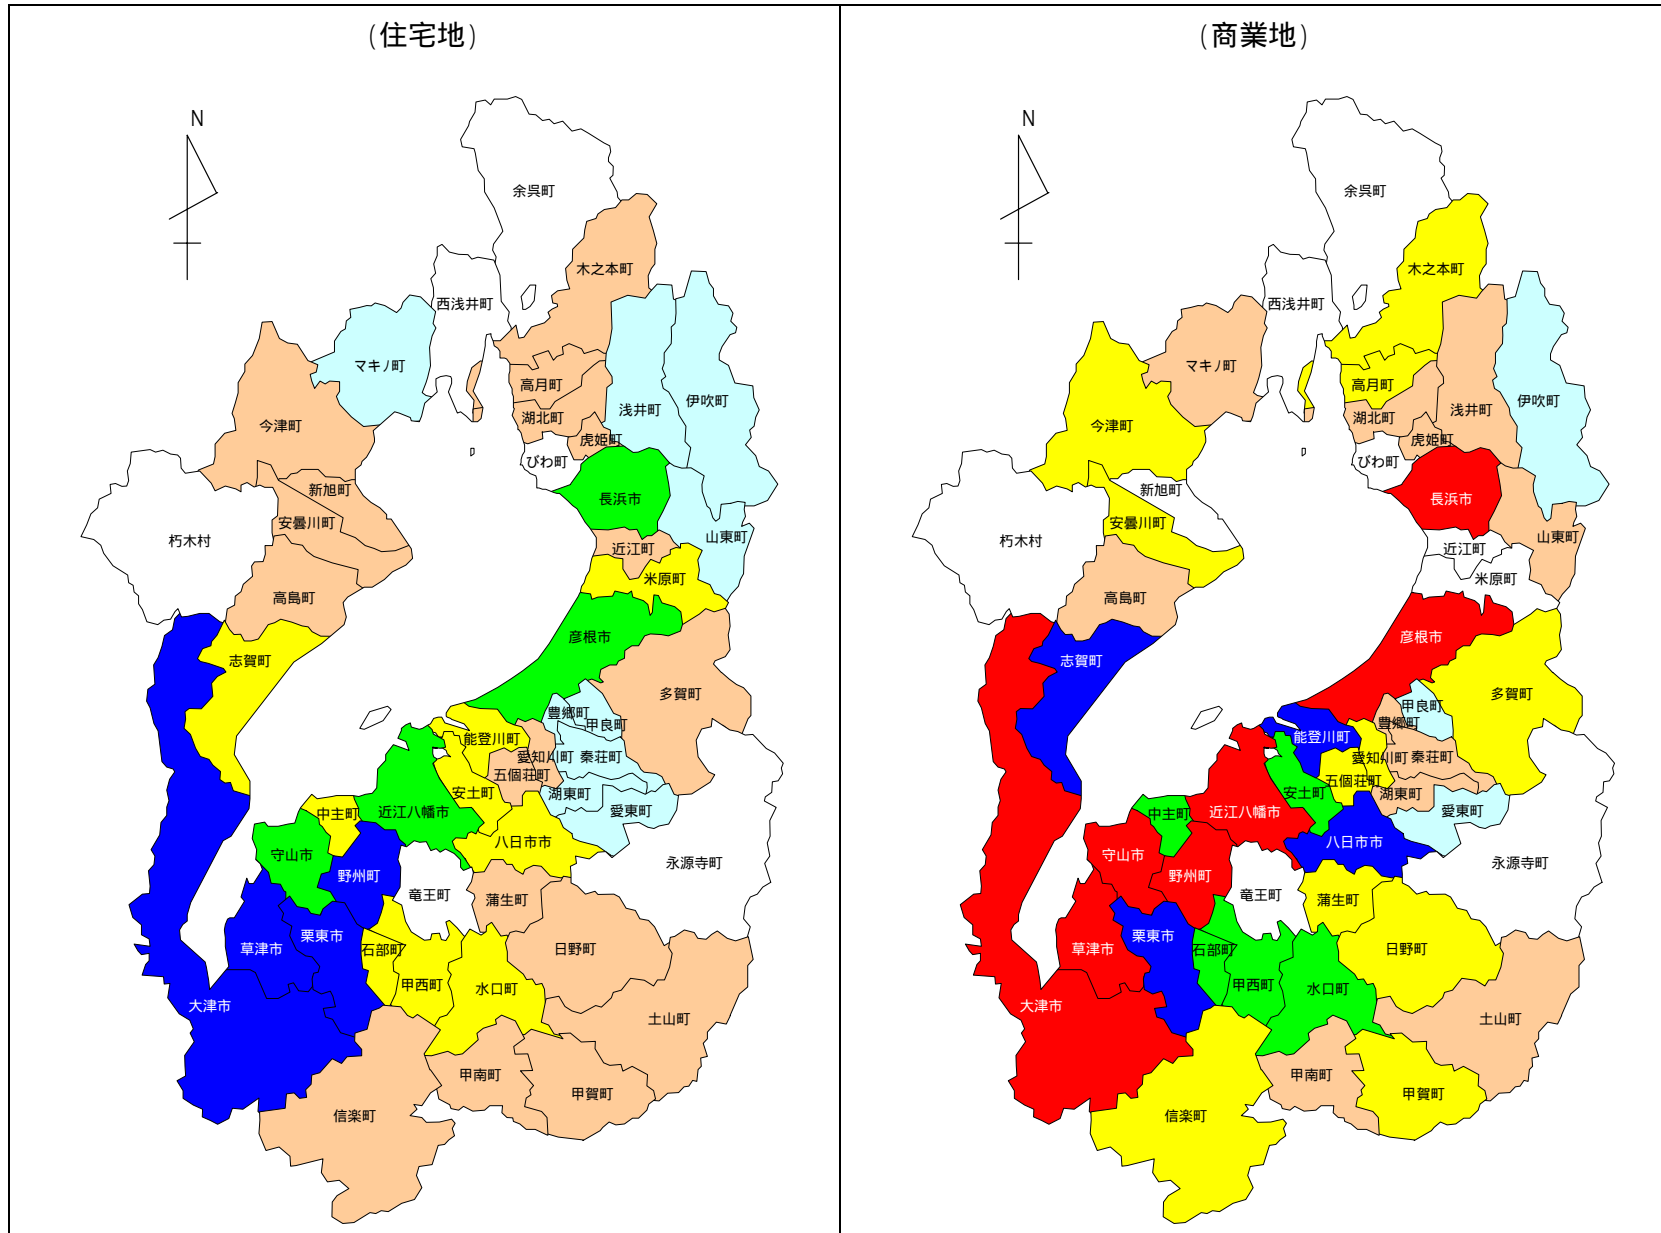 (住宅地)
N
余呉町
木之本町
西浅井町
マキノ町
高月町
伊吹町
浅井町
湖北町
今津町
虎姫町
びわ町
新旭町
長浜市
安曇川町
山東町
朽木村
近江町
米原町
高島町
彦根市
志賀町
多賀町
豊郷町
甲良町
能登川町
愛知川町
秦荘町
五個荘町
安土町
湖東町
中主町
近江八幡市
愛東町
八日市市
守山市
永源寺町
野州町
竜王町
蒲生町
栗東市
草津市
石部町
日野町
甲西町
水口町
大津市
土山町
甲南町
甲賀町
信楽町
(商業地)
N
余呉町
木之本町
西浅井町
マキノ町
高月町
伊吹町
浅井町
湖北町
今津町
虎姫町
びわ町
新旭町
長浜市
安曇川町
山東町
朽木村
近江町
米原町
高島町
彦根市
志賀町
多賀町
甲良町
豊郷町
能登川町
愛知川町
秦荘町
五個荘町
安土町
湖東町
中主町
近江八幡市
愛東町
八日市市
守山市
永源寺町
野州町
竜王町
蒲生町
栗東市
草津市
石部町
日野町
甲西町
水口町
大津市
土山町
甲南町
甲賀町
信楽町